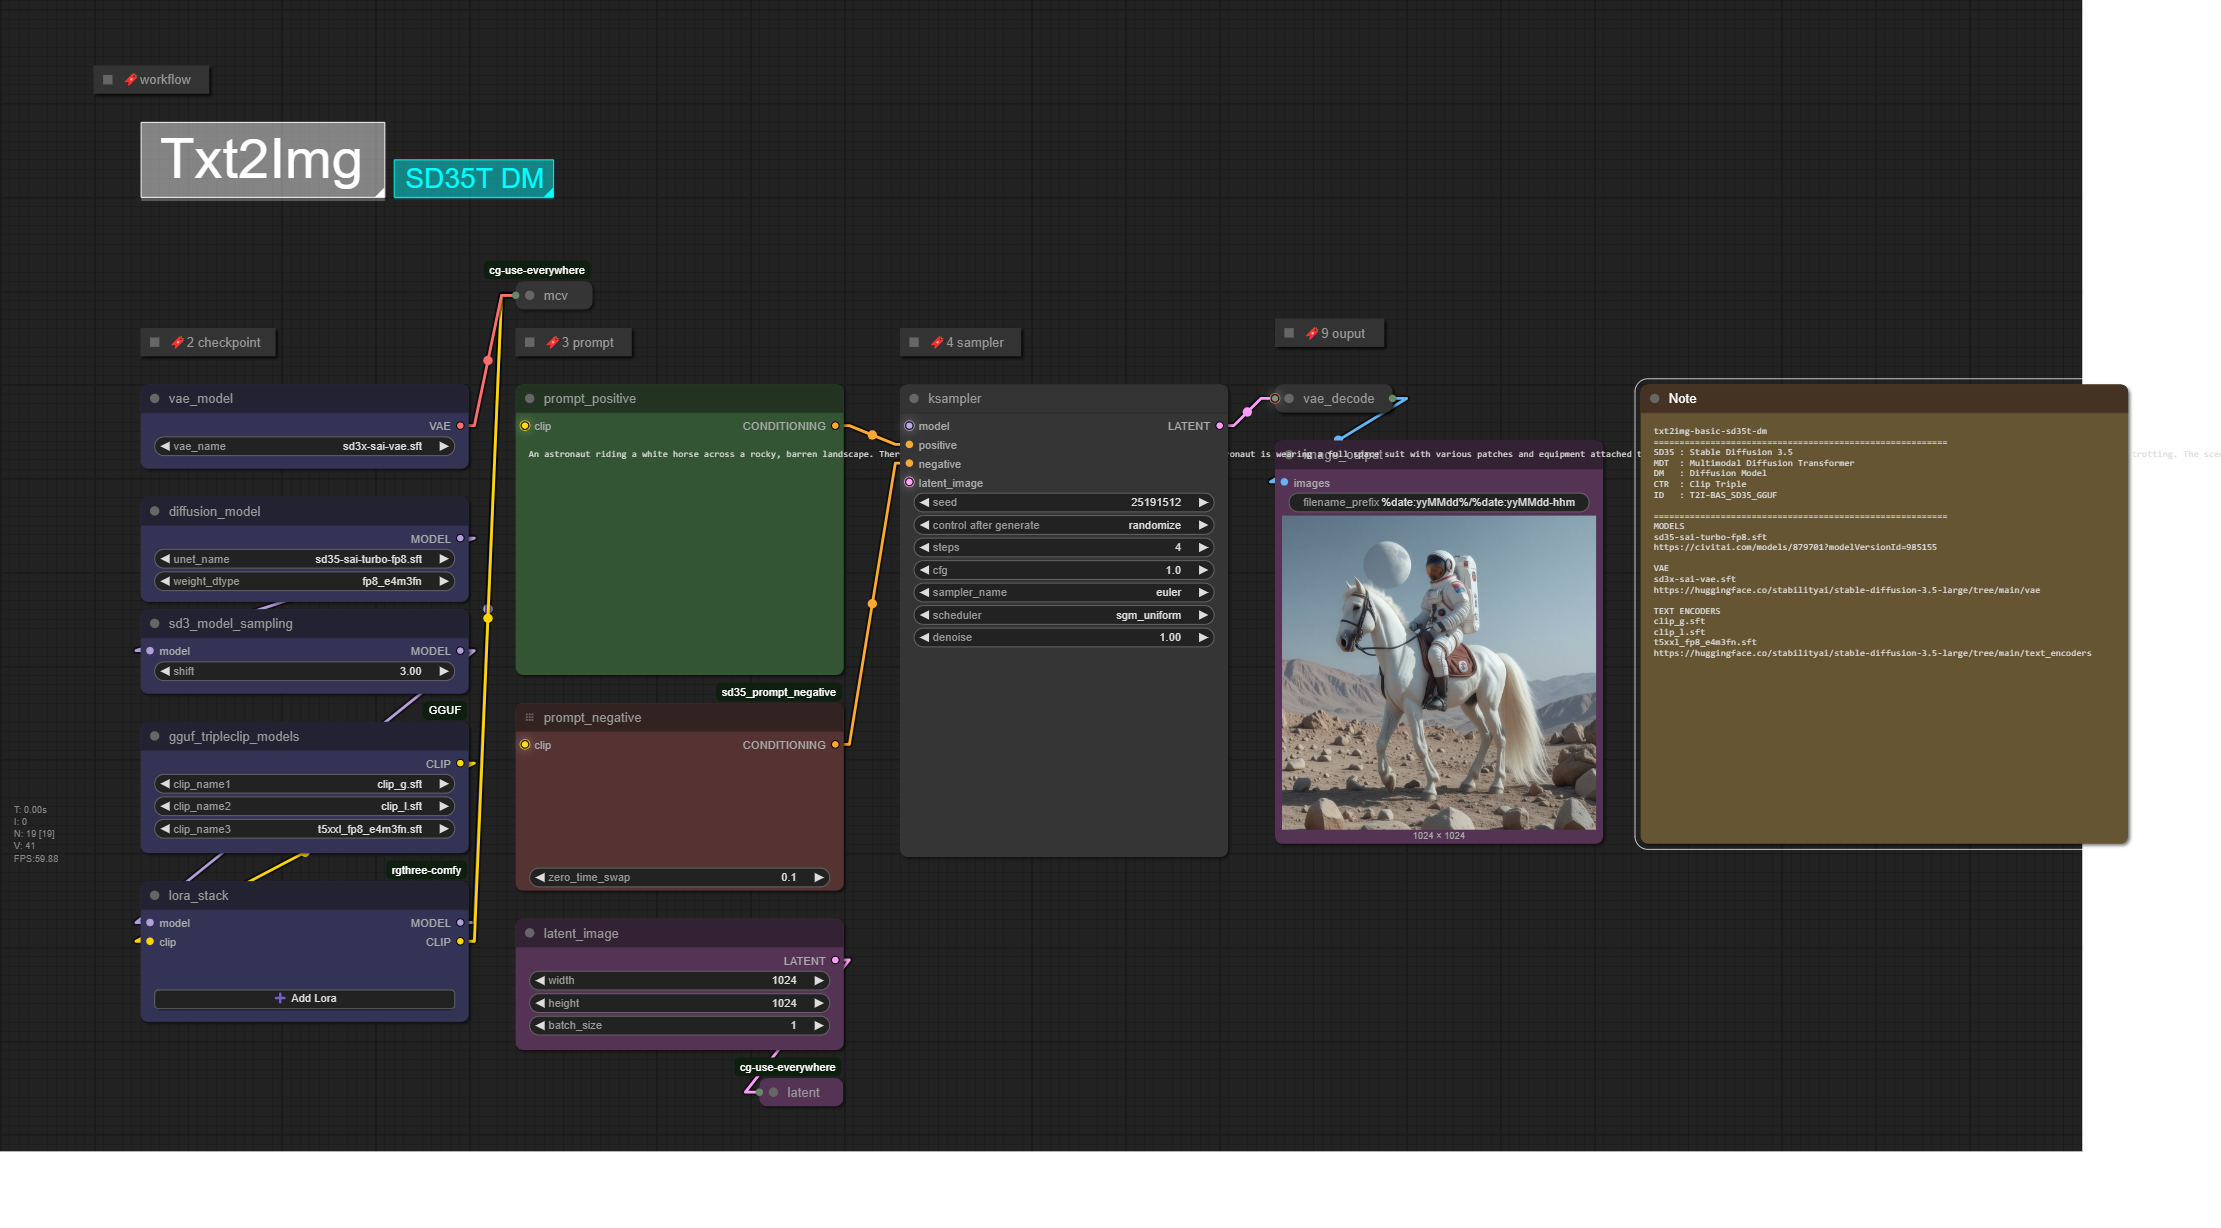 workflow
Txt2Img
SD35T DM
cg-use-everywhere
mcv
2 checkpoint
3 prompt
4 sampler
9 ouput
vae_model
VAE
vae_name sd3x-sai-vae.sft
diffusion_model
MODEL
unet_name sd35-sai-turbo-fp8.sft
weight_dtype fp8_e4m3fn
sd3_model_sampling
model MODEL
shift 3.00
GGUF
gguf_tripleclip_models
CLIP
clip_name1 clip_g.sft
clip_name2 clip_l.sft
clip_name3 t5xxl_fp8_e4m3fn.sft
rgthree-comfy
lora_stack
model MODEL
clip CLIP
Add Lora
T: 0.00s
I: 0
N: 19 [19]
V: 41
FPS:59.88
prompt_positive
clip CONDITIONING
An astronaut riding a white horse across a rocky, barren landscape. Ther
sd35_prompt_negative
prompt_negative
clip CONDITIONING
zero_time_swap 0.1
latent_image
LATENT
width 1024
height 1024
batch_size 1
cg-use-everywhere
latent
ksampler
model LATENT
positive
negative
latent_image
seed 25191512
control after generate randomize
steps 4
cfg 1.0
sampler_name euler
scheduler sgm_uniform
denoise 1.00
vae_decode
ronaut is wearing a full space suit with various patches and equipment attached t
image_output
images
filename_prefix %date:yyMMdd%/%date:yyMMdd-hhm
1024 × 1024
Note
txt2img-basic-sd35t-dm
=========================================================
SD35 : Stable Diffusion 3.5
MDT : Multimodal Diffusion Transformer
DM : Diffusion Model
CTR : Clip Triple
ID : T2I-BAS_SD35_GGUF
=========================================================
MODELS
sd35-sai-turbo-fp8.sft
https://civitai.com/models/879701?modelVersionId=985155
VAE
sd3x-sai-vae.sft
https://huggingface.co/stabilityai/stable-diffusion-3.5-large/tree/main/vae
TEXT ENCODERS
clip_g.sft
clip_l.sft
t5xxl_fp8_e4m3fn.sft
https://huggingface.co/stabilityai/stable-diffusion-3.5-large/tree/main/text_encoders
trotting. The sce